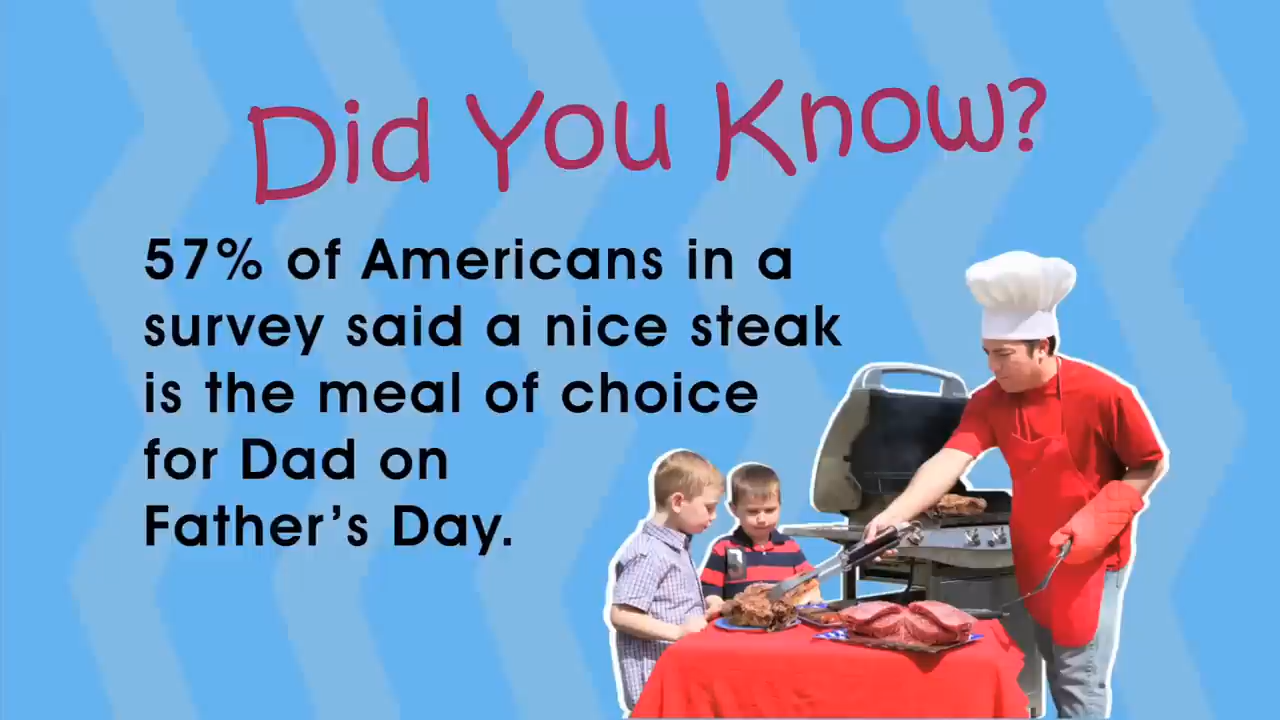 Did You Know?
57% of Americans in a
survey said a nice steak
is the meal of choice
for Dad on
Father's Day.